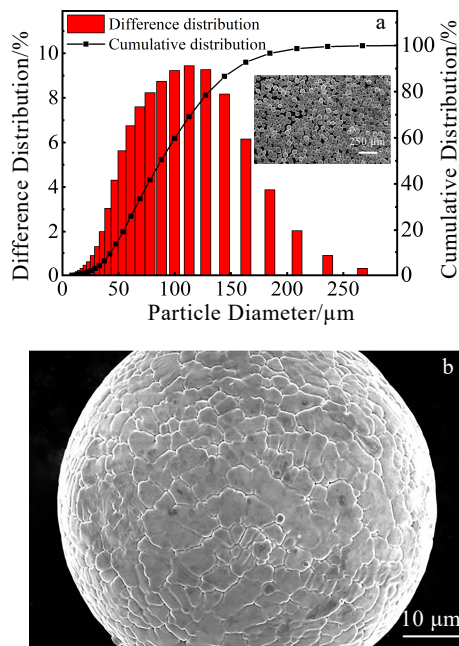 a
Difference distribution
Cumulative distribution
Difference Distribution/%
10
8
6
4
2
0
100
80
60
40
20
0
Cumulative Distribution/%
250 μm
0
50
100
150
200
250
Particle Diameter/μm
b
10 μm